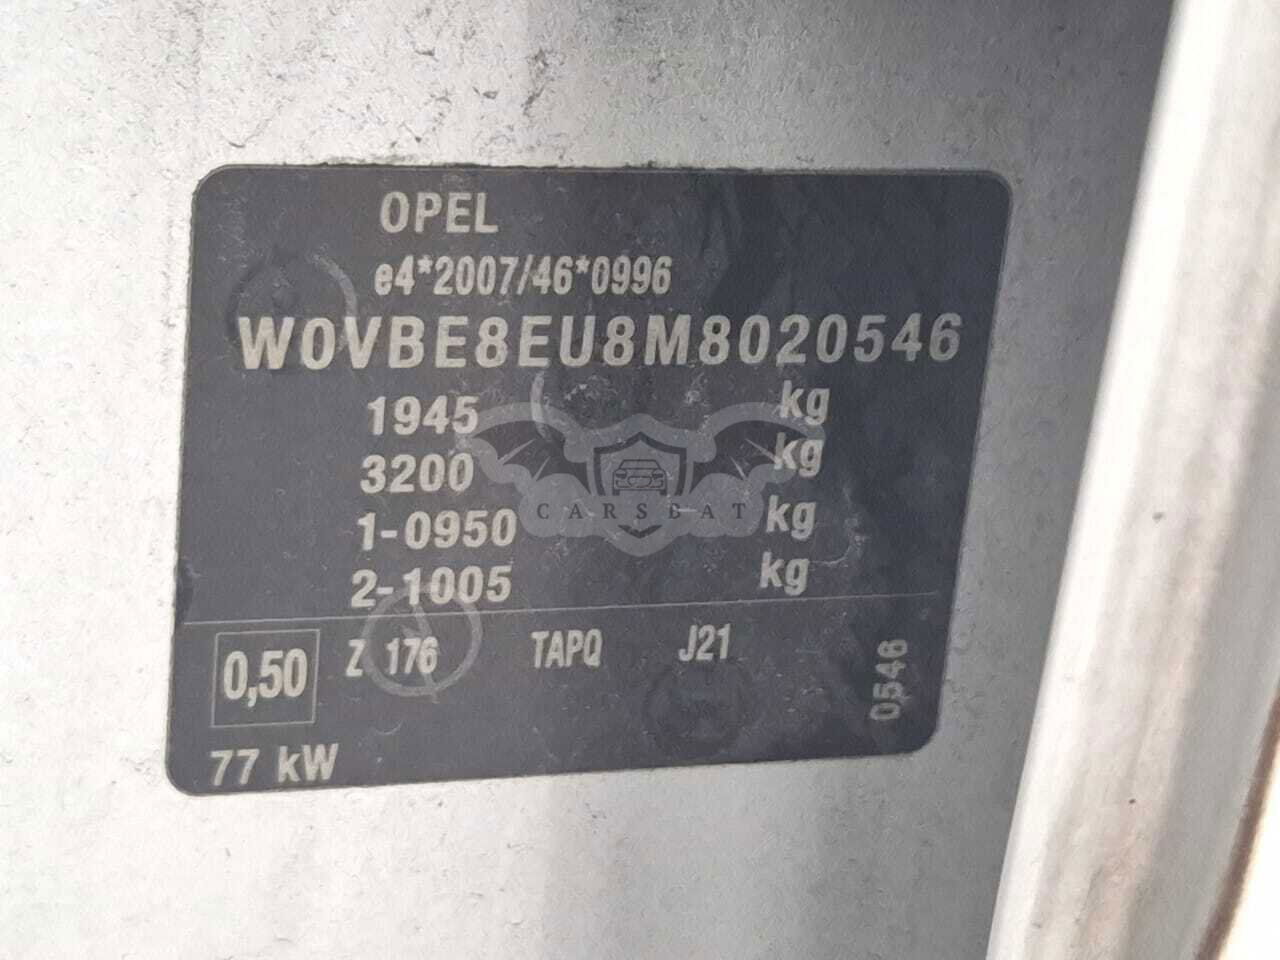 OPEL
e4*2007/46*0996
W0VBE8EU8M8020546
1945 kg
3200 kg
1-0950 kg
2-1005 kg
CARSBAT
0,50 Z 176 TAPQ J21
0546
77 kW